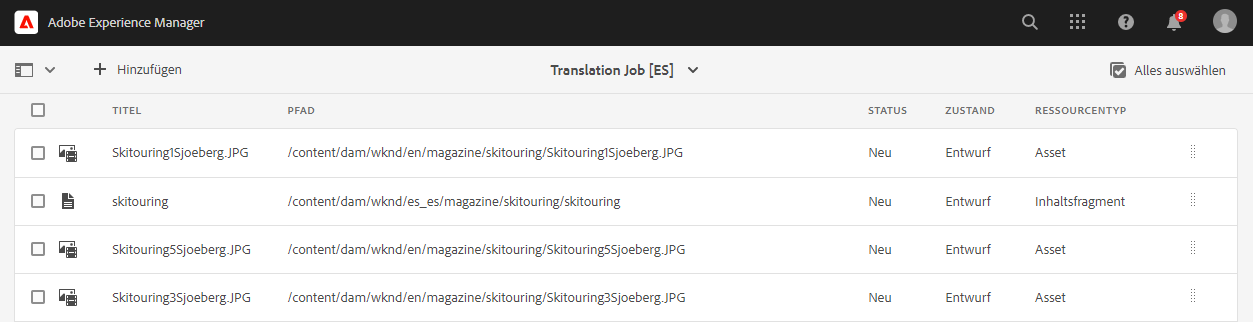 Adobe Experience Manager 8
Hinzufügen Translation Job [ES] Alles auswählen
TITEL PFAD STATUS ZUSTAND RESSOURCENTYP
Skitouring1Sjoeberg.JPG /content/dam/wknd/en/magazine/skitouring/Skitouring1Sjoeberg.JPG Neu Entwurf Asset
skitouring /content/dam/wknd/es_es/magazine/skitouring/skitouring Neu Entwurf Inhaltsfragment
Skitouring5Sjoeberg.JPG /content/dam/wknd/en/magazine/skitouring/Skitouring5Sjoeberg.JPG Neu Entwurf Asset
Skitouring3Sjoeberg.JPG /content/dam/wknd/en/magazine/skitouring/Skitouring3Sjoeberg.JPG Neu Entwurf Asset